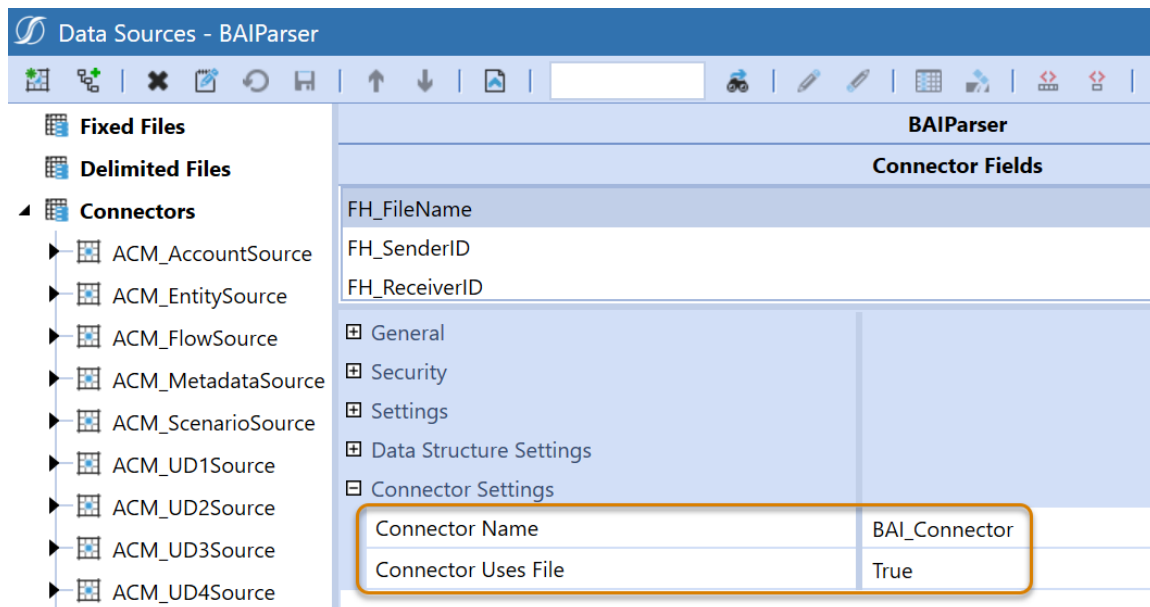 Data Sources - BAIParser
Fixed Files
Delimited Files
Connectors
ACM_AccountSource
ACM_EntitySource
ACM_FlowSource
ACM_MetadataSource
ACM_ScenarioSource
ACM_UD1Source
ACM_UD2Source
ACM_UD3Source
ACM_UD4Source
BAIParser
Connector Fields
FH_FileName
FH_SenderID
FH_ReceiverID
General
Security
Settings
Data Structure Settings
Connector Settings
Connector Name BAI_Connector
Connector Uses File True